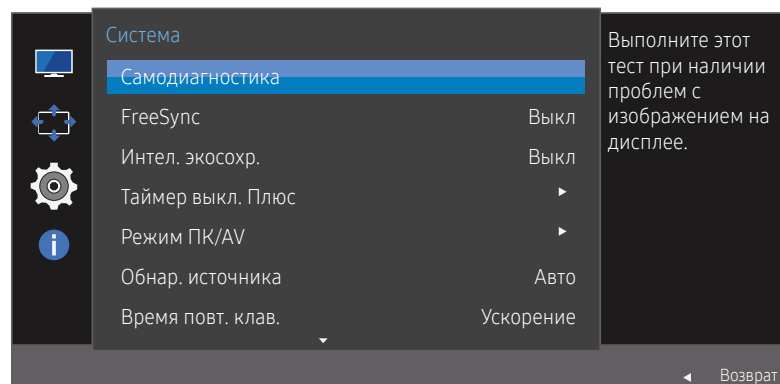 Система
Самодиагностика
FreeSync Выкл
Интел. экосохр. Выкл
Таймер выкл. Плюс
Режим ПК/AV
Обнар. источника Авто
Время повт. клав. Ускорение
Выполните этот
тест при наличии
проблем с
изображением на
дисплее.
Возврат